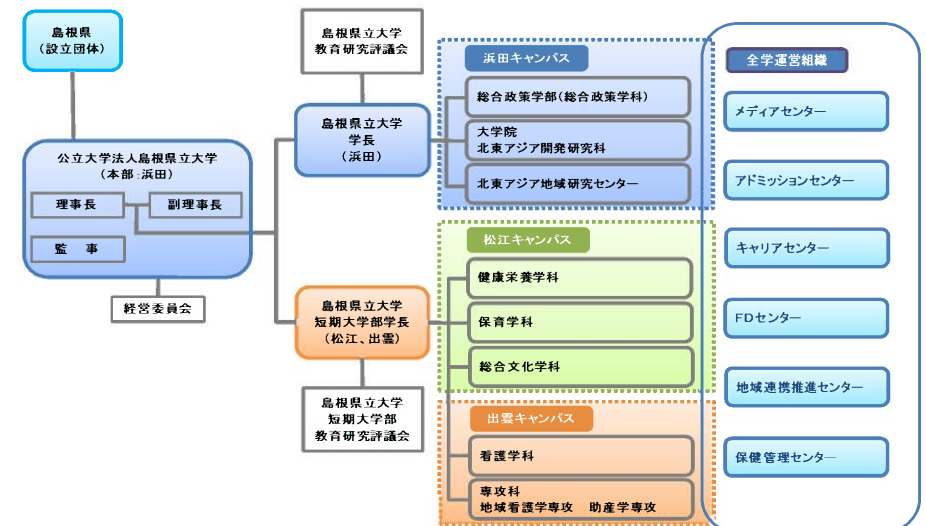 島根県
(設立団体)
公立大学法人島根県立大学
(本部:浜田)
理事長
副理事長
監 事
経営委員会
島根県立大学
教育研究評議会
島根県立大学
学長
(浜田)
島根県立大学
短期大学部学長
(松江、出雲)
島根県立大学
短期大学部
教育研究評議会
浜田キャンパス
総合政策学部(総合政策学科)
大学院
北東アジア開発研究科
北東アジア地域研究センター
松江キャンパス
健康栄養学科
保育学科
総合文化学科
出雲キャンパス
看護学科
専攻科
地域看護学専攻 助産学専攻
全学運営組織
メディアセンター
アドミッションセンター
キャリアセンター
FDセンター
地域連携推進センター
保健管理センター